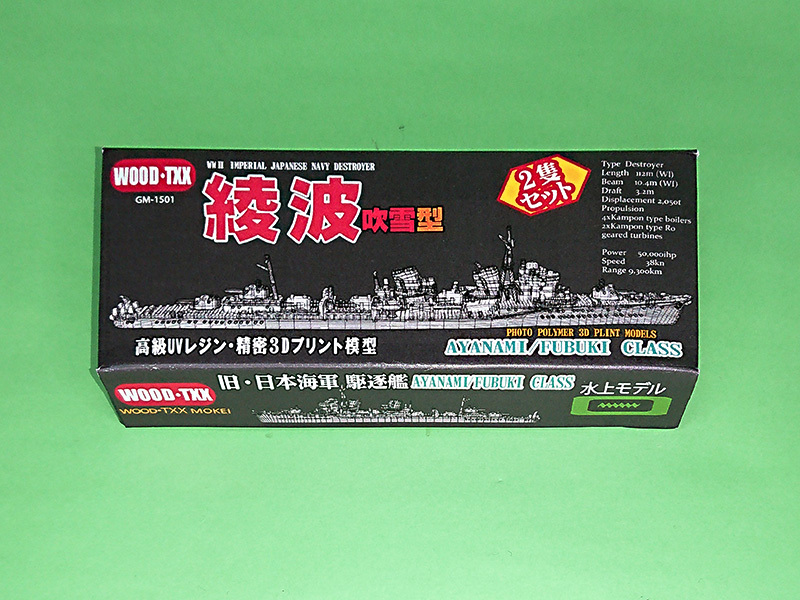 WOOD・TXX
GM-1501
WWⅡ IMPERIAL JAPANESE NAVY DESTROYER
綾波吹雪型
2隻
セット
Type Destroyer
Length 112m (WI)
Beam 10.4m (WI)
Draft 3.2m
Displacement 2,050t
Propulsion
4xKampon type boilers
2xKampon type Ro
geared turbines
Power 50,000ihp
Speed 38kn
Range 9,300km
PHOTO POLYMER 3D PLINT MODELS
高級UVレジン・精密3Dプリント模型
AYANAMI/FUBUKI CLASS
WOOD・TXX
WOOD・TXX MOKEI
旧・日本海軍 駆逐艦 AYANAMI/FUBUKI CLASS
水上モデル